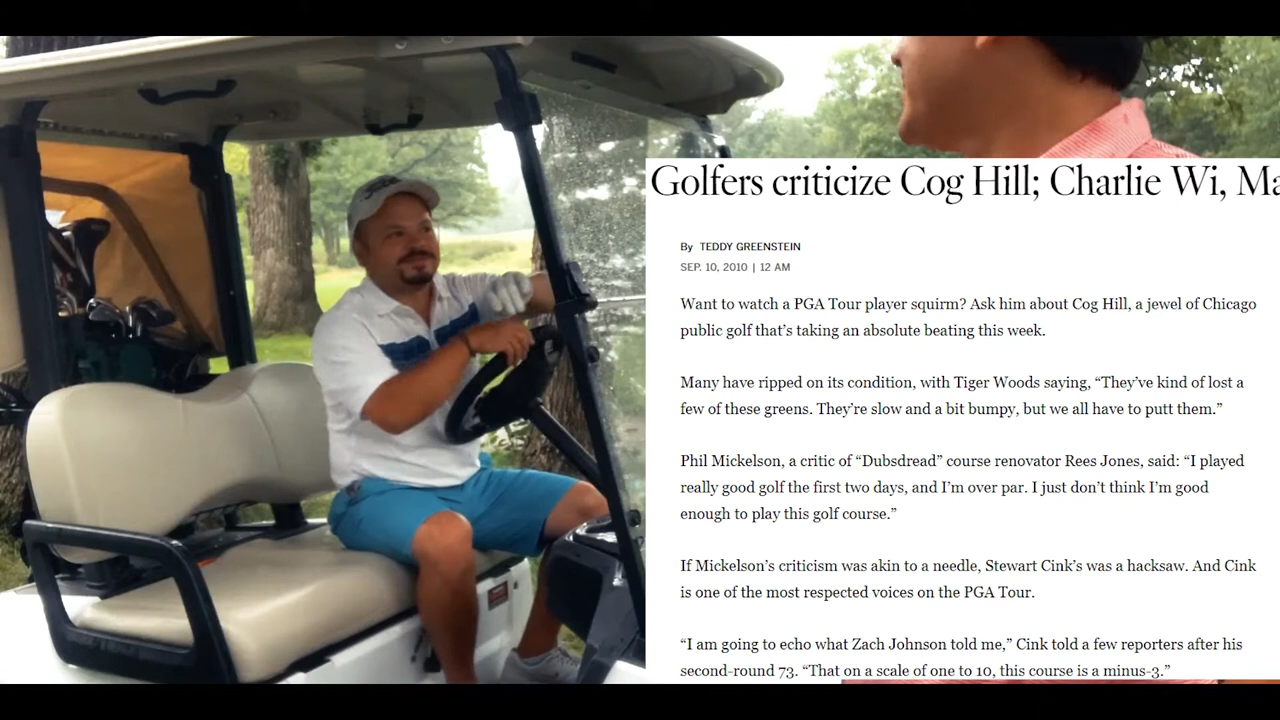 Golfers criticize Cog Hill; Charlie Wi, Ma
By TEDDY GREENSTEIN
SEP. 10, 2010 | 12 AM
Want to watch a PGA Tour player squirm? Ask him about Cog Hill, a jewel of Chicago
public golf that’s taking an absolute beating this week.
Many have ripped on its condition, with Tiger Woods saying, “They’ve kind of lost a
few of these greens. They’re slow and a bit bumpy, but we all have to putt them.”
Phil Mickelson, a critic of “Dubsdread” course renovator Rees Jones, said: “I played
really good golf the first two days, and I’m over par. I just don’t think I’m good
enough to play this golf course.”
If Mickelson’s criticism was akin to a needle, Stewart Cink’s was a hacksaw. And Cink
is one of the most respected voices on the PGA Tour.
“I am going to echo what Zach Johnson told me,” Cink told a few reporters after his
second-round 73. “That on a scale of one to 10, this course is a minus-3.”